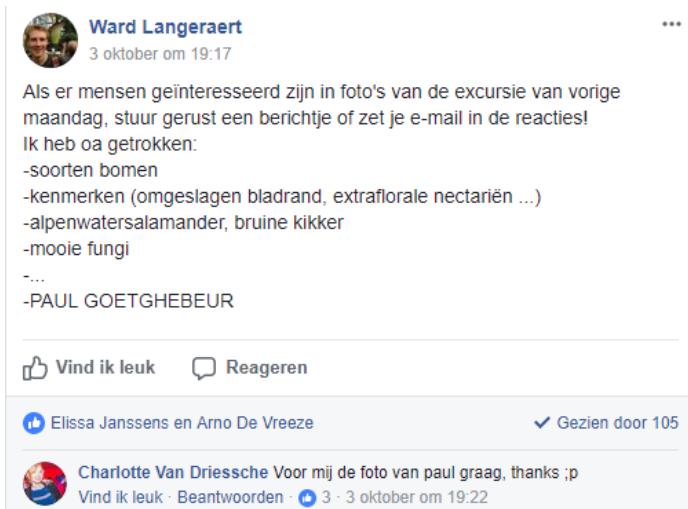 Ward Langeraert
3 oktober om 19:17
Als er mensen geïnteresseerd zijn in foto's van de excursie van vorige
maandag, stuur gerust een berichtje of zet je e-mail in de reacties!
Ik heb oa getrokken:
-soorten bomen
-kenmerken (omgeslagen bladrand, extraflorale nectariën ...)
-alpenwatersalamander, bruine kikker
-mooie fungi
-...
-PAUL GOETGHEBEUR
Vind ik leuk Reageren
Elissa Janssens en Arno De Vreeze Gezien door 105
Charlotte Van Driessche Voor mij de foto van paul graag, thanks ;p
Vind ik leuk · Beantwoorden · 3 · 3 oktober om 19:22